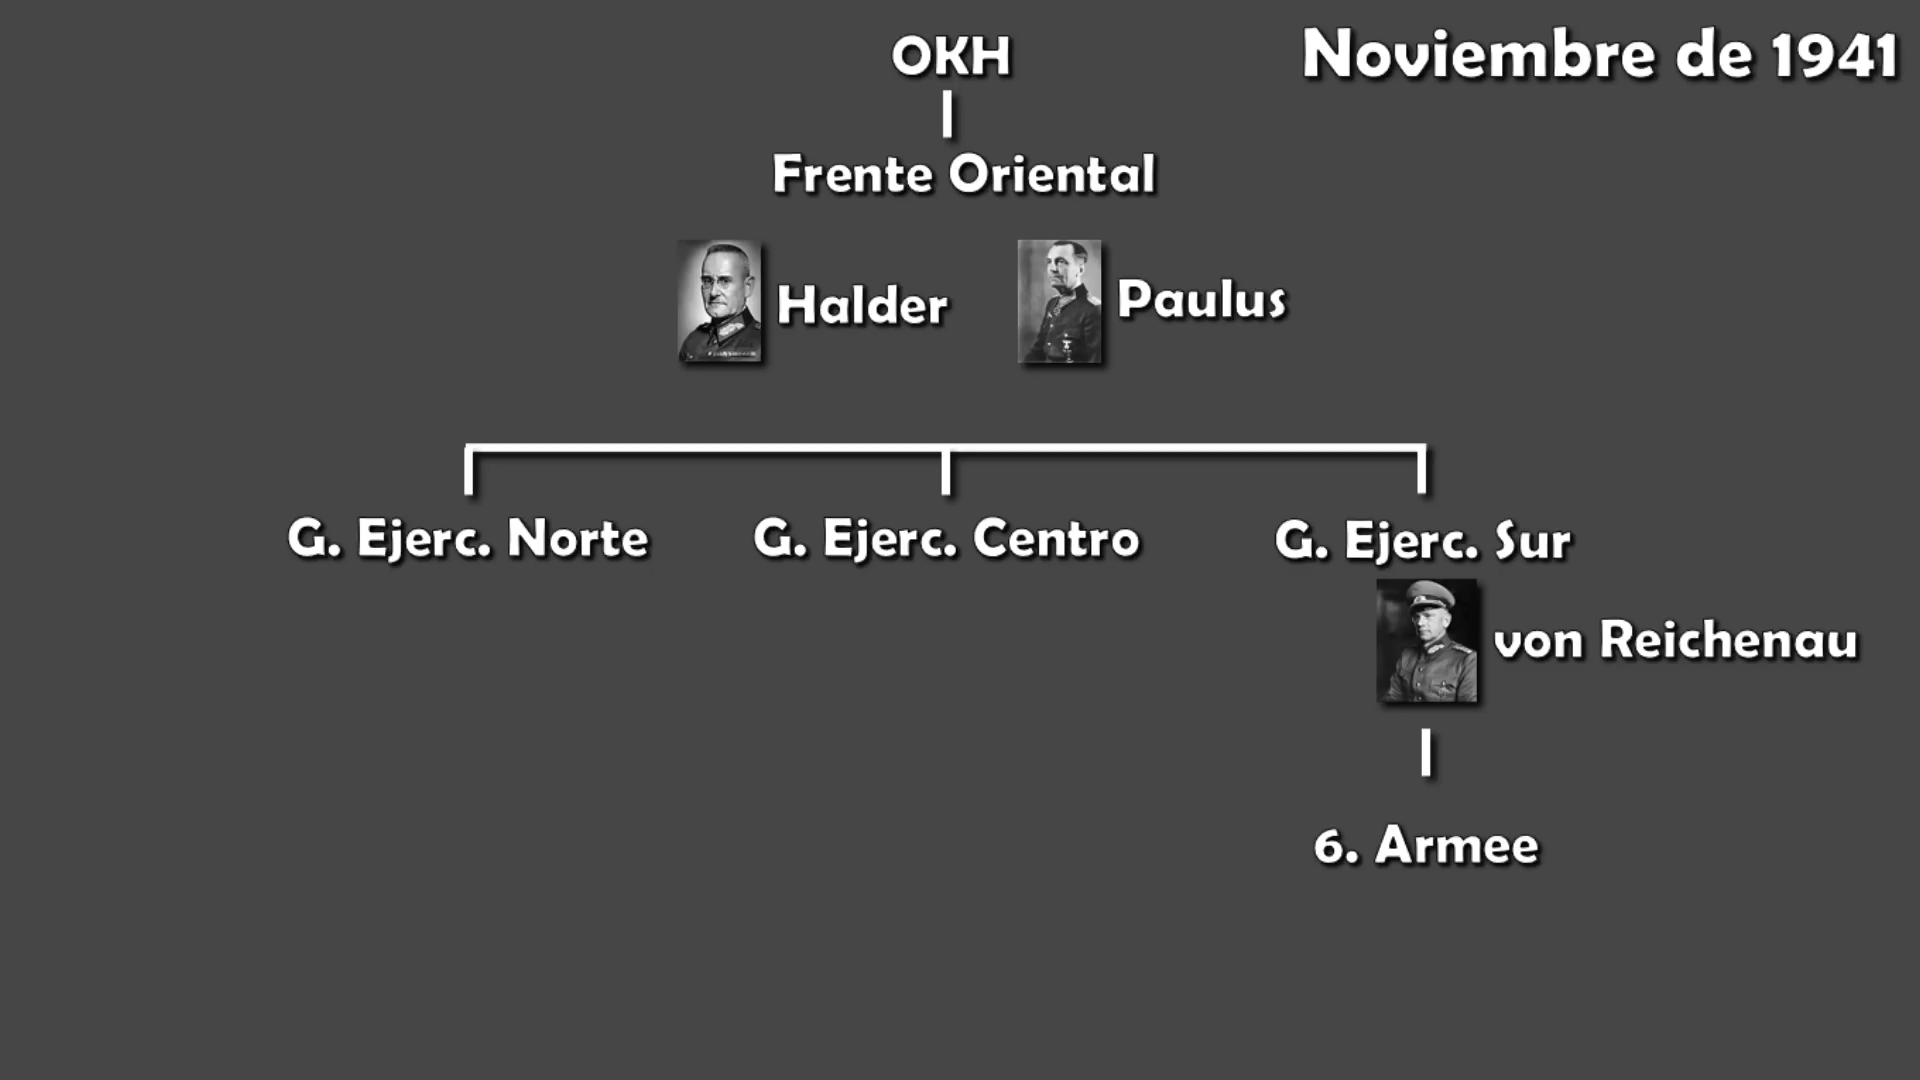 OKH
Noviembre de 1941
Frente Oriental
Halder
Paulus
G. Ejerc. Norte
G. Ejerc. Centro
G. Ejerc. Sur
von Reichenau
6. Armee